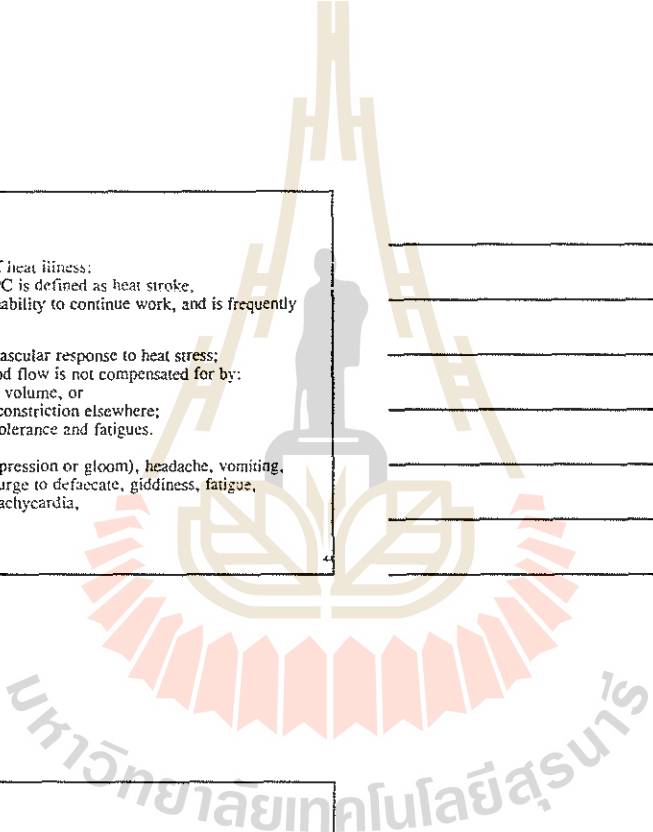 heat illness;
C is defined as heat stroke,
ability to continue work, and is frequently
ascular response to heat stress;
od flow is not compensated for by:
volume, or
constriction elsewhere;
olerance and fatigues.
pression or gloom), headache, vomiting,
urge to defaecate, giddiness, fatigue,
achycardia,
มหาวิทยาลัยเทคโนโลยีสุรนารี